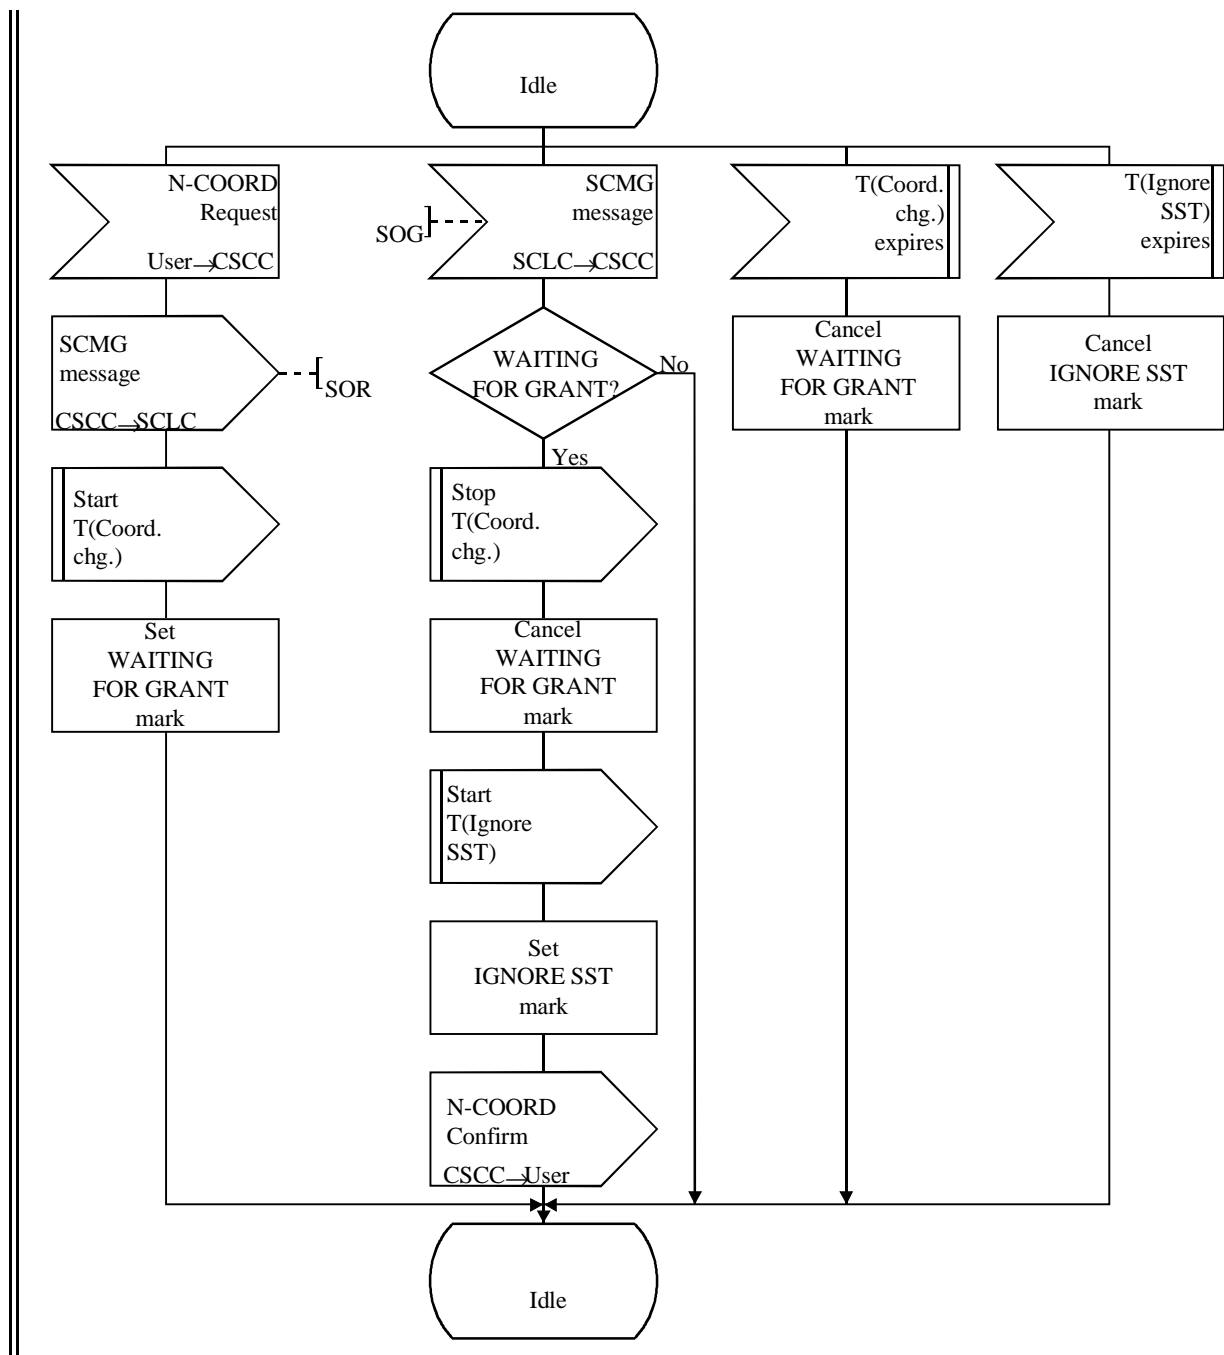 Idle
N-COORD
Request
User→CSCC
SOG
SCMG
message
SCLC→CSCC
T(Coord.
chg.)
expires
T(Ignore
SST)
expires
SCMG
message
CSCC→SCLC
SOR
WAITING
FOR GRANT?
No
Yes
Cancel
WAITING
FOR GRANT
mark
Cancel
IGNORE SST
mark
Start
T(Coord.
chg.)
Stop
T(Coord.
chg.)
Set
WAITING
FOR GRANT
mark
Cancel
WAITING
FOR GRANT
mark
Start
T(Ignore
SST)
Set
IGNORE SST
mark
N-COORD
Confirm
CSCC→User
Idle